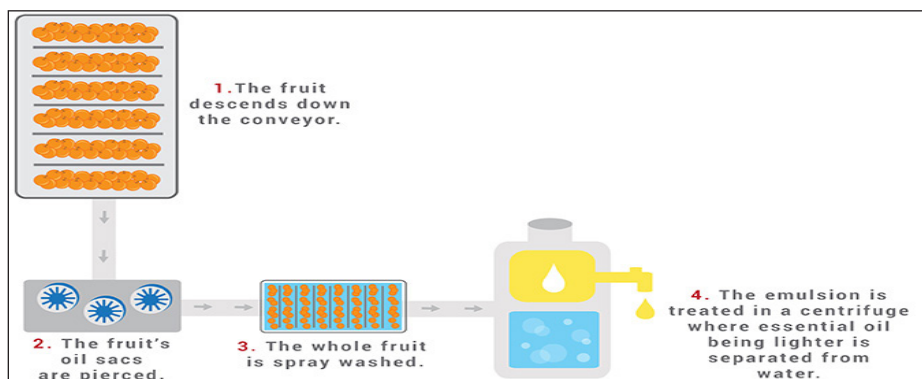 1.The fruit
descends down
the conveyor.
2. The fruit's
oil sacs
are pierced.
3. The whole fruit
is spray washed.
4. The emulsion is
treated in a centrifuge
where essential oil
being lighter is
separated from
water.